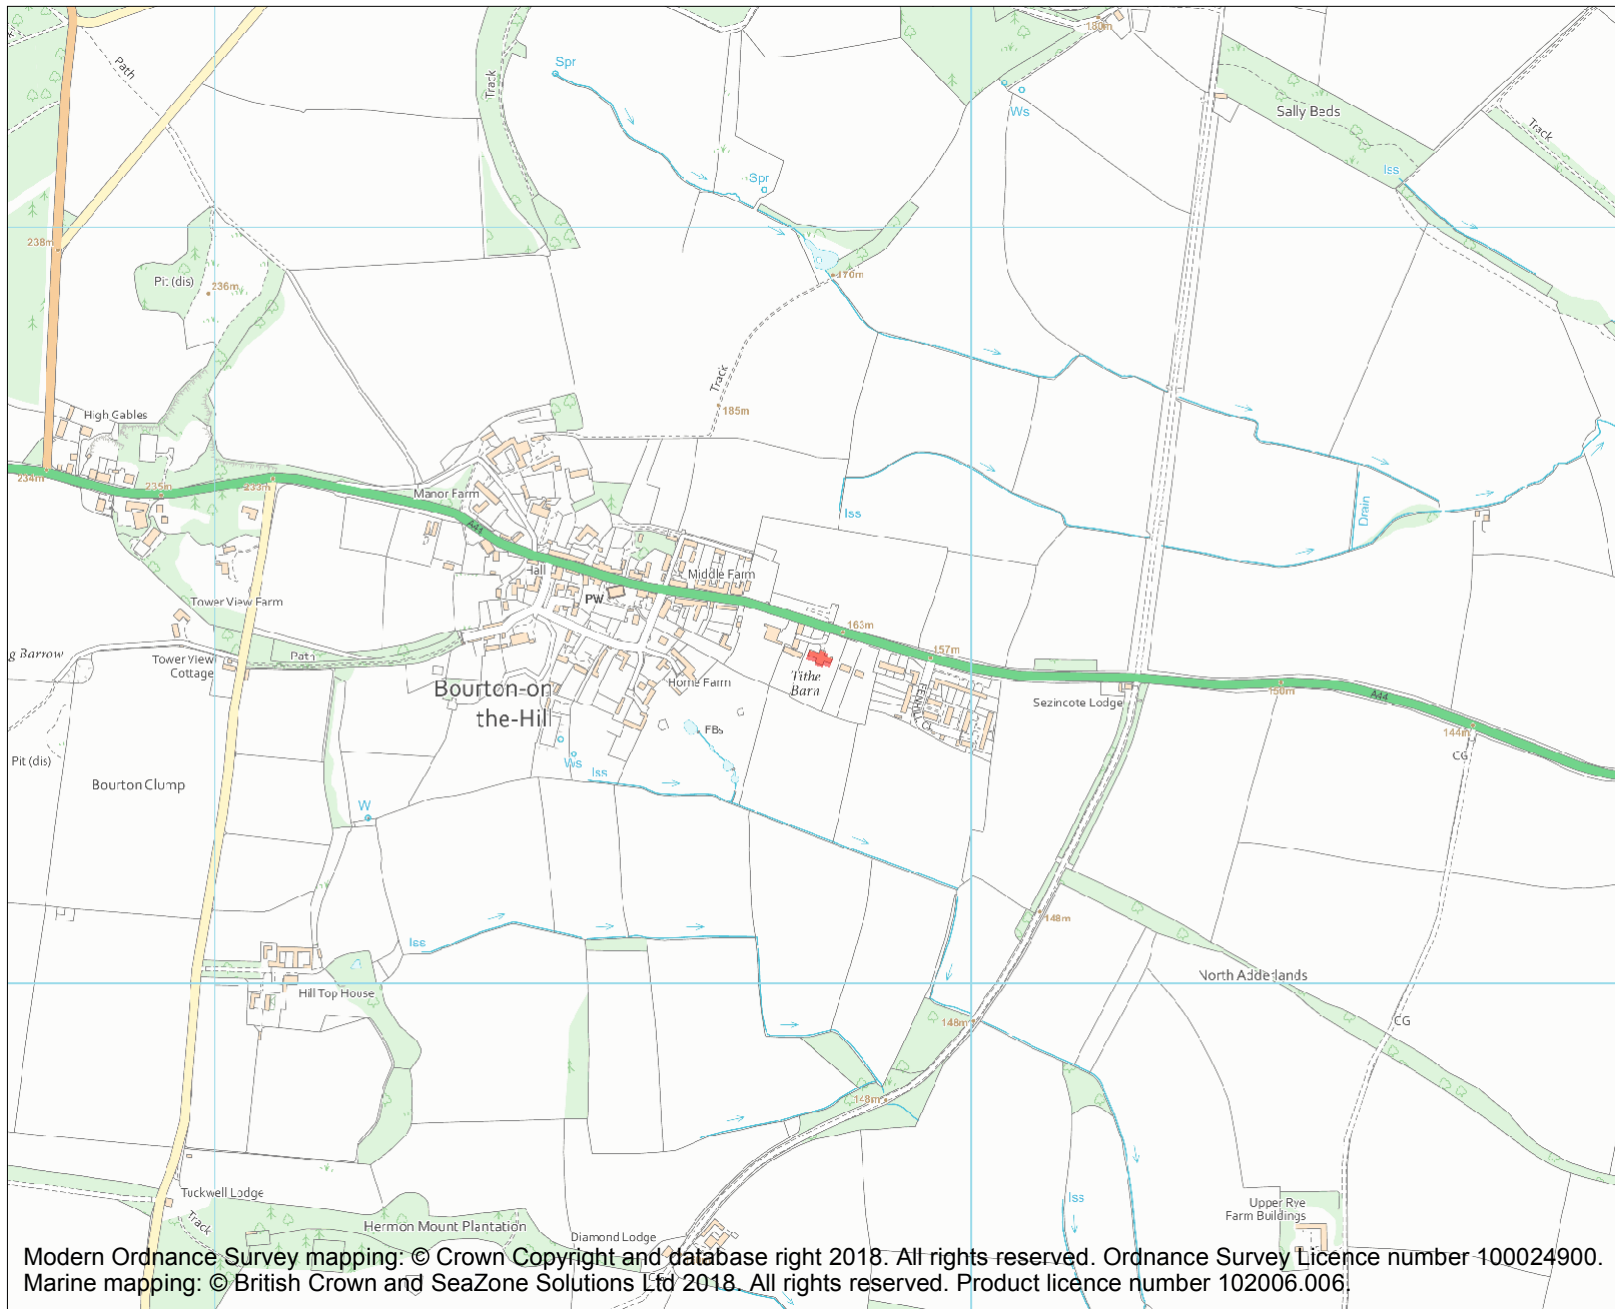 180m
Spr
Path
Track
Ws
Sally Beds
Track
Iss
Spr
238m
170m
Pit (dis)
236m
Track
185m
High Gables
234m
235m
233m
Manor Farm
A44
Iss
Drain
Hall
Middle Farm
PW
Tower View Farm
163m
157m
g Barrow
Path
Tower View
Cottage
Home Farm
Tithe
Barn
Bourton-on
the-Hill
Sezincote Lodge
150m
A44
144m
CG
FBs
Pit (dis)
Ws
Iss
Bourton Clump
W
148m
Iss
North Adderlands
Hill Top House
148m
CG
148m
Tuckwell Lodge
Iss
Upper Rye
Farm Buildings
Track
Hermon Mount Plantation
Diamond Lodge
Modern Ordnance Survey mapping: © Crown Copyright and database right 2018. All rights reserved. Ordnance Survey Licence number 100024900.
Marine mapping: © British Crown and SeaZone Solutions Ltd 2018. All rights reserved. Product licence number 102006.006.